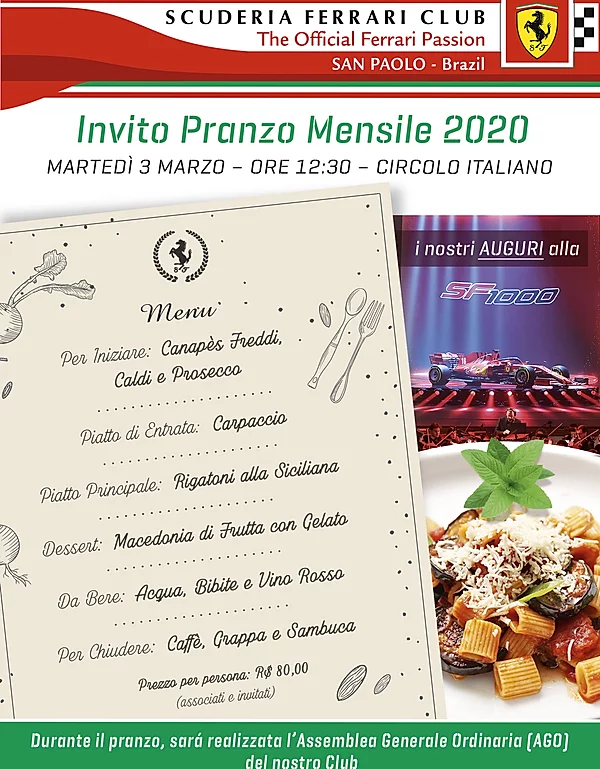 SCUDERIA FERRARI CLUB
The Official Ferrari Passion
SAN PAOLO - Brazil
S F
Invito Pranzo Mensile 2020
MARTEDÌ 3 MARZO – ORE 12:30 – CIRCOLO ITALIANO
i nostri AUGURI alla
SF1000
S F
Menu
Per Iniziare: Canapès Freddi,
Caldi e Prosecco
Piatto di Entrata: Carpaccio
Piatto Principale: Rigatoni alla Siciliana
Dessert: Macedonia di Frutta con Gelato
Da Bere: Acqua, Bibite e Vino Rosso
Per Chiudere: Caffè, Grappa e Sambuca
Prezzo per persona: R$ 80,00
(associati e invitati)
Durante il pranzo, sará realizzata l'Assemblea Generale Ordinaria (AGO)
del nostro Club